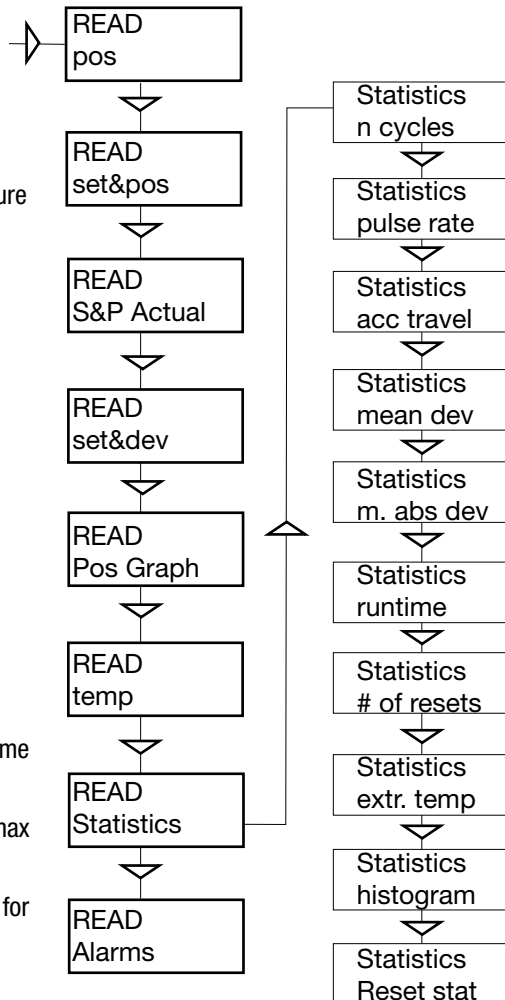 READ
pos
READ
set&pos
ure
READ
S&P Actual
READ
set&dev
READ
Pos Graph
READ
temp
me
READ
Statistics
nax
for
READ
Alarms
Statistics
n cycles
Statistics
pulse rate
Statistics
acc travel
Statistics
mean dev
Statistics
m. abs dev
Statistics
runtime
Statistics
# of resets
Statistics
extr. temp
Statistics
histogram
Statistics
Reset stat